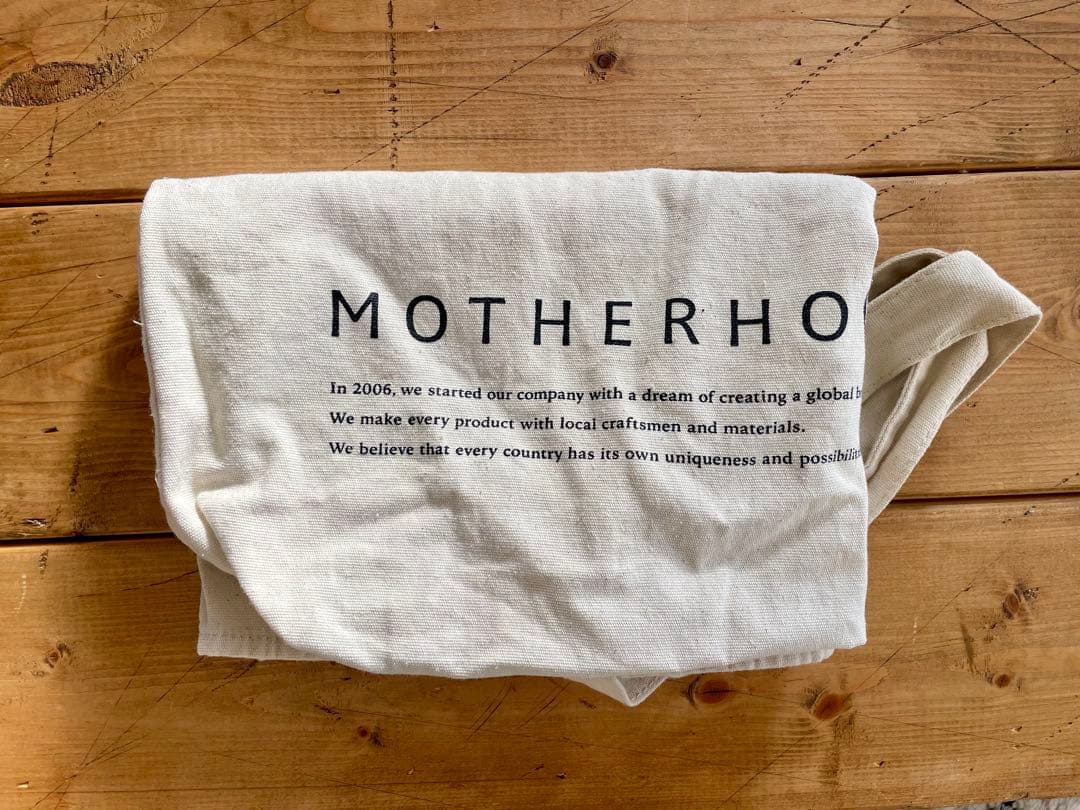 MOTHERHO
In 2006, we started our company with a dream of creating a global
We make every product with local craftsmen and materials.
We believe that every country has its own uniqueness and